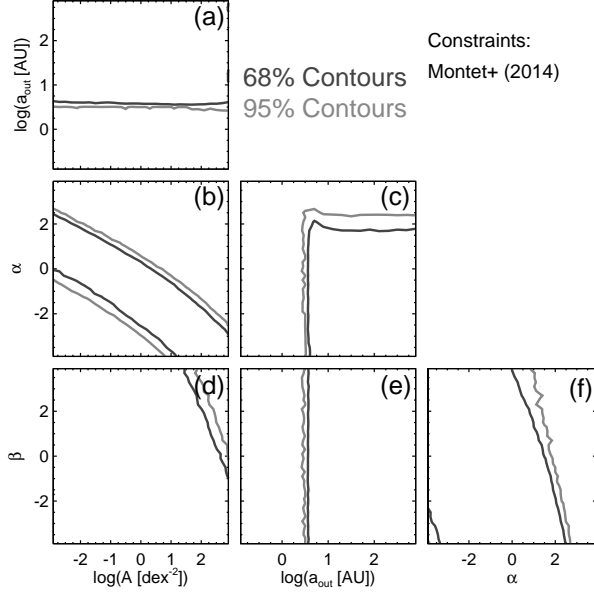 (a)
2
1
0
log(a_out [AU])
68% Contours
95% Contours
Constraints:
Montet+ (2014)
(b)
2
0
-2
α
(c)
(d)
2
0
-2
β
-2 -1 0 1 2
log(A [dex^-2])
(e)
0 1 2
log(a_out [AU])
(f)
-2 0 2
α